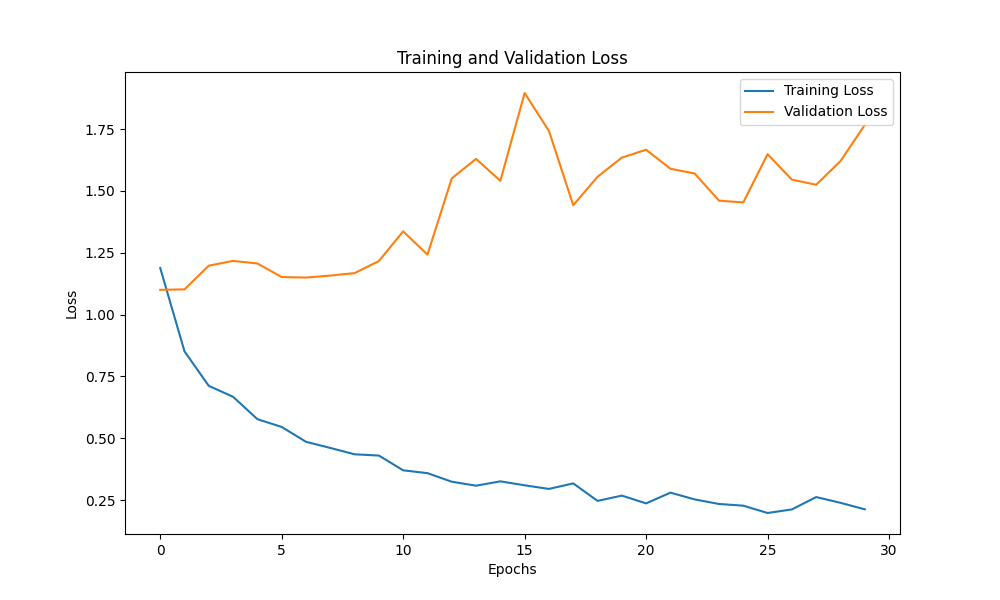 Training and Validation Loss
Training Loss
Validation Loss
1.75
1.50
1.25
1.00
0.75
0.50
0.25
Loss
0 5 10 15 20 25 30
Epochs